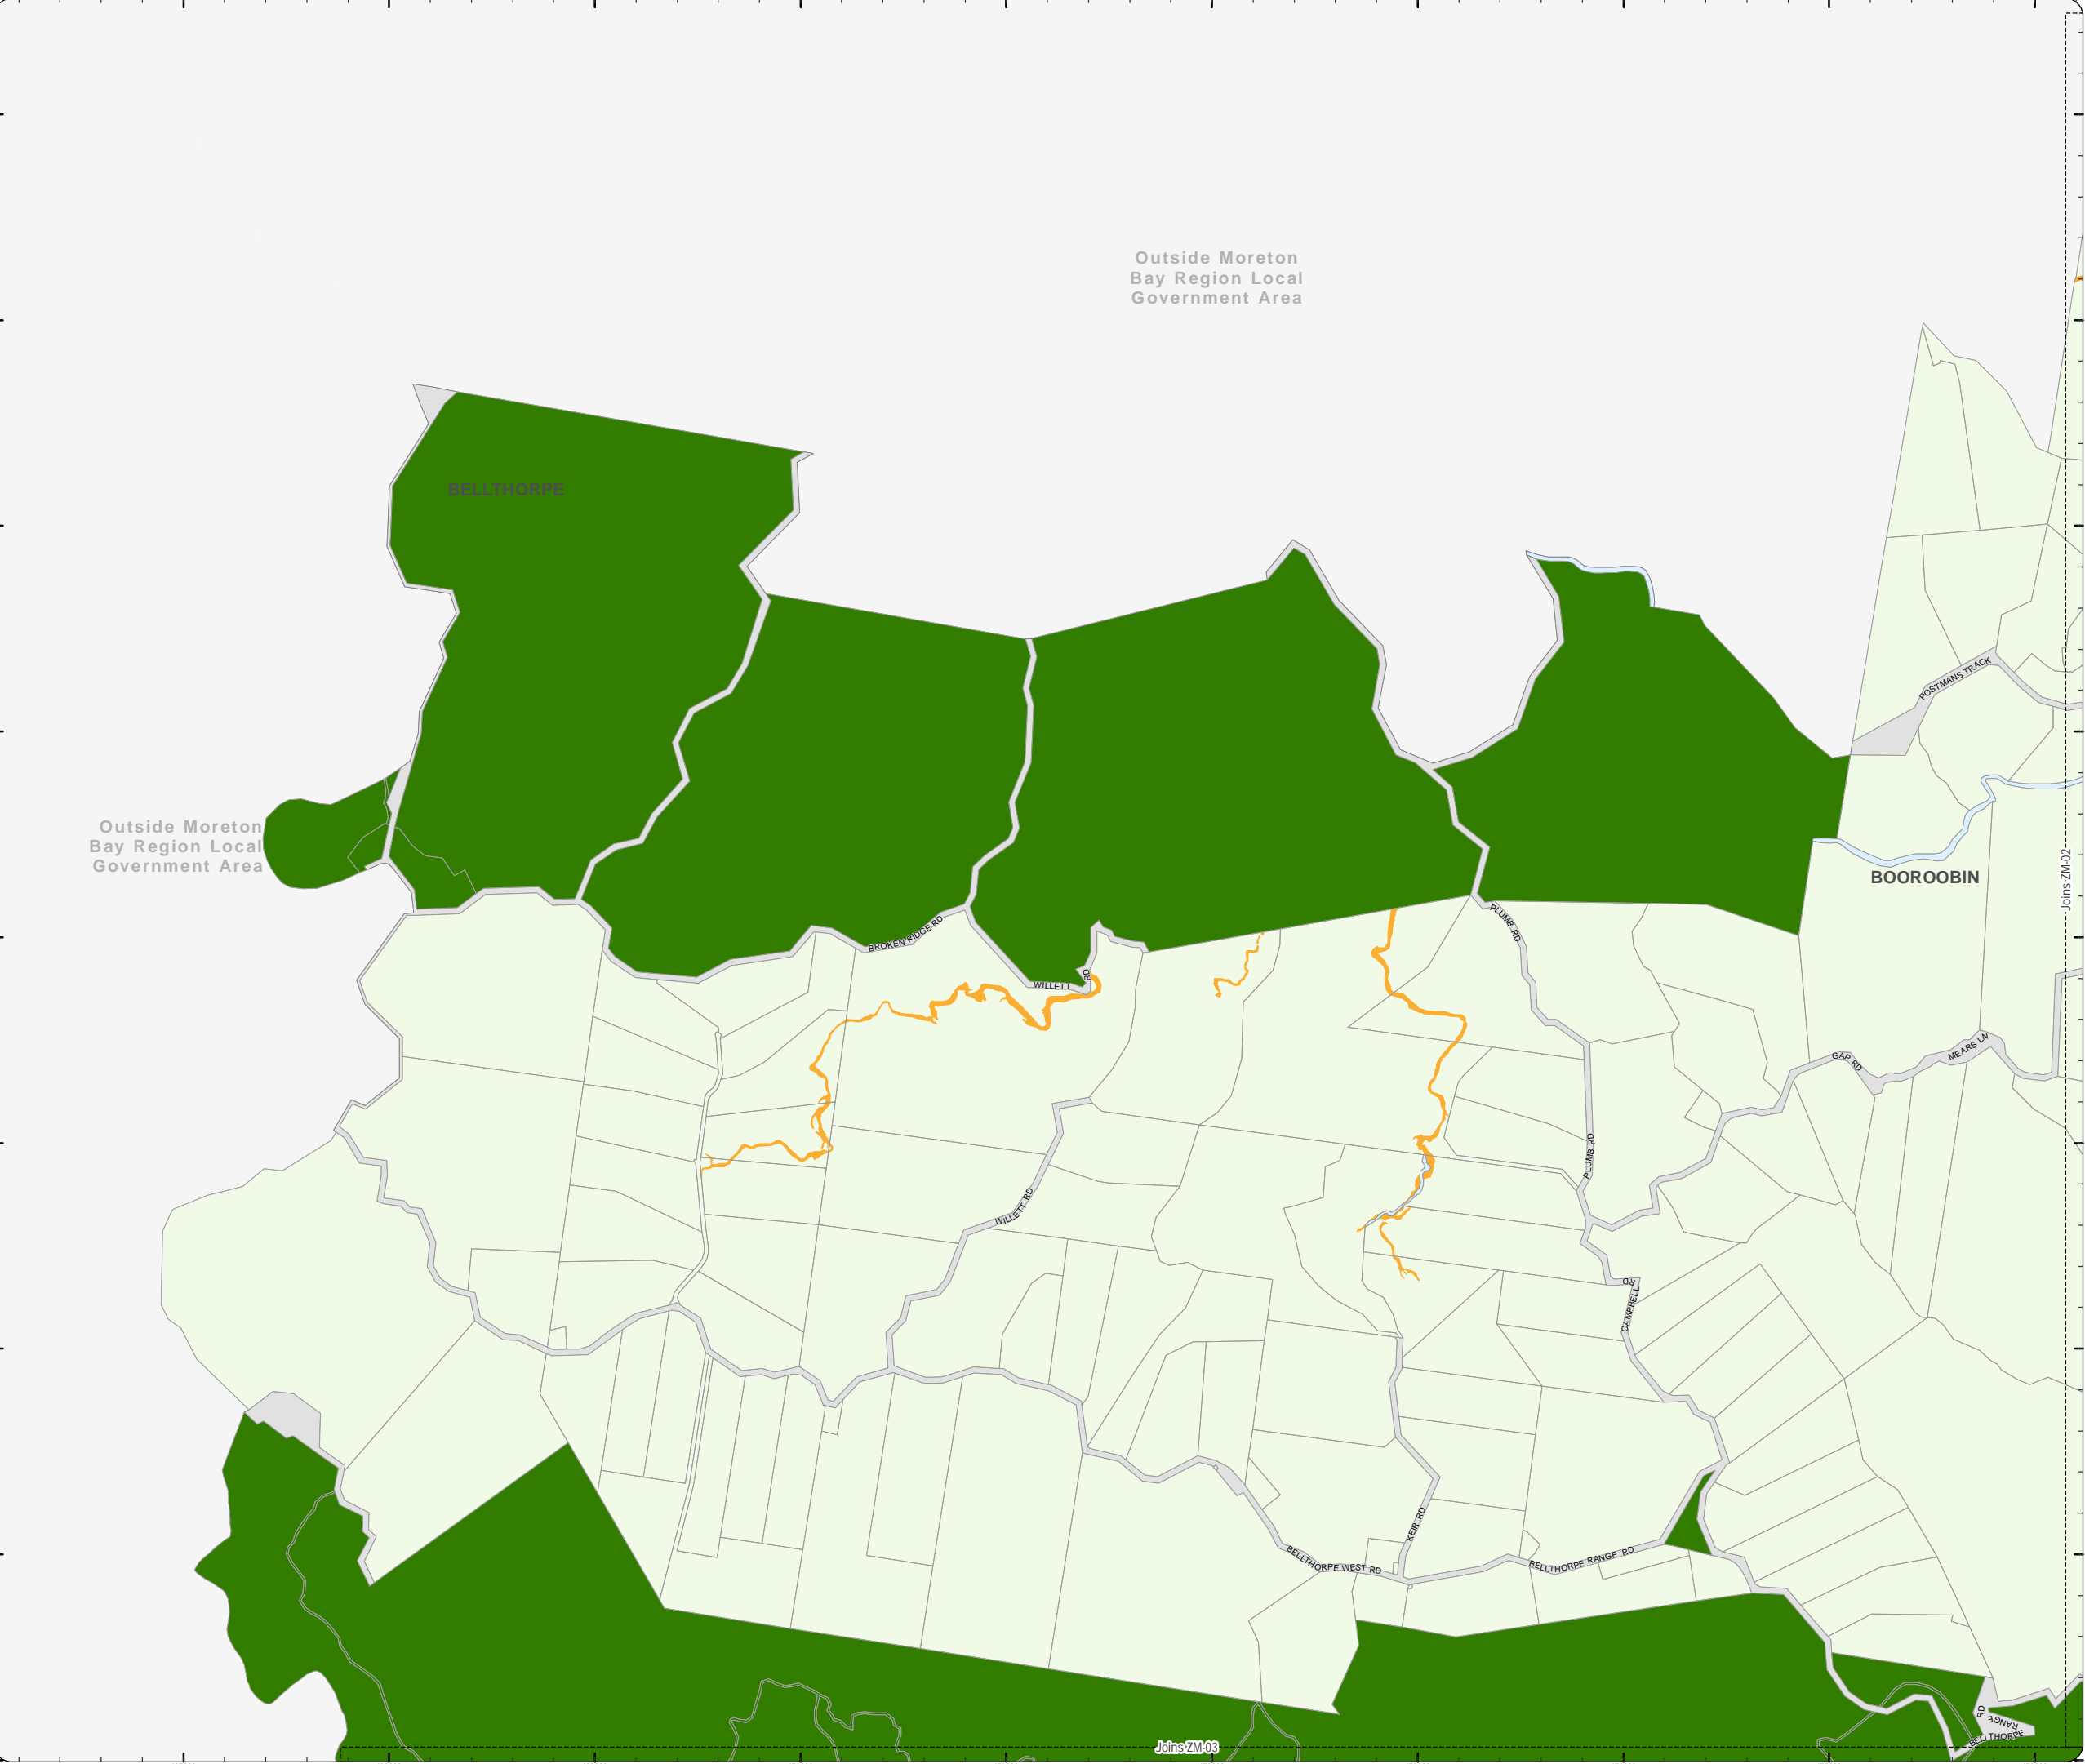 Outside Moreton
Bay Region Local
Government Area
BELLTHORPE
POSTMANS TRACK
Outside Moreton
Bay Region Local
Government Area
BOOROOBIN
Joins ZM-02
BROKEN RIDGE RD
PLUMB RD
WILLETT RD
GAP RD
MEARS LN
PLUMB RD
WILLETT RD
CAMPBELL RD
KEIR RD
BELLTHORPE WEST RD
BELLTHORPE RANGE RD
BELLTHORPE RANGE RD
Joins ZM-03